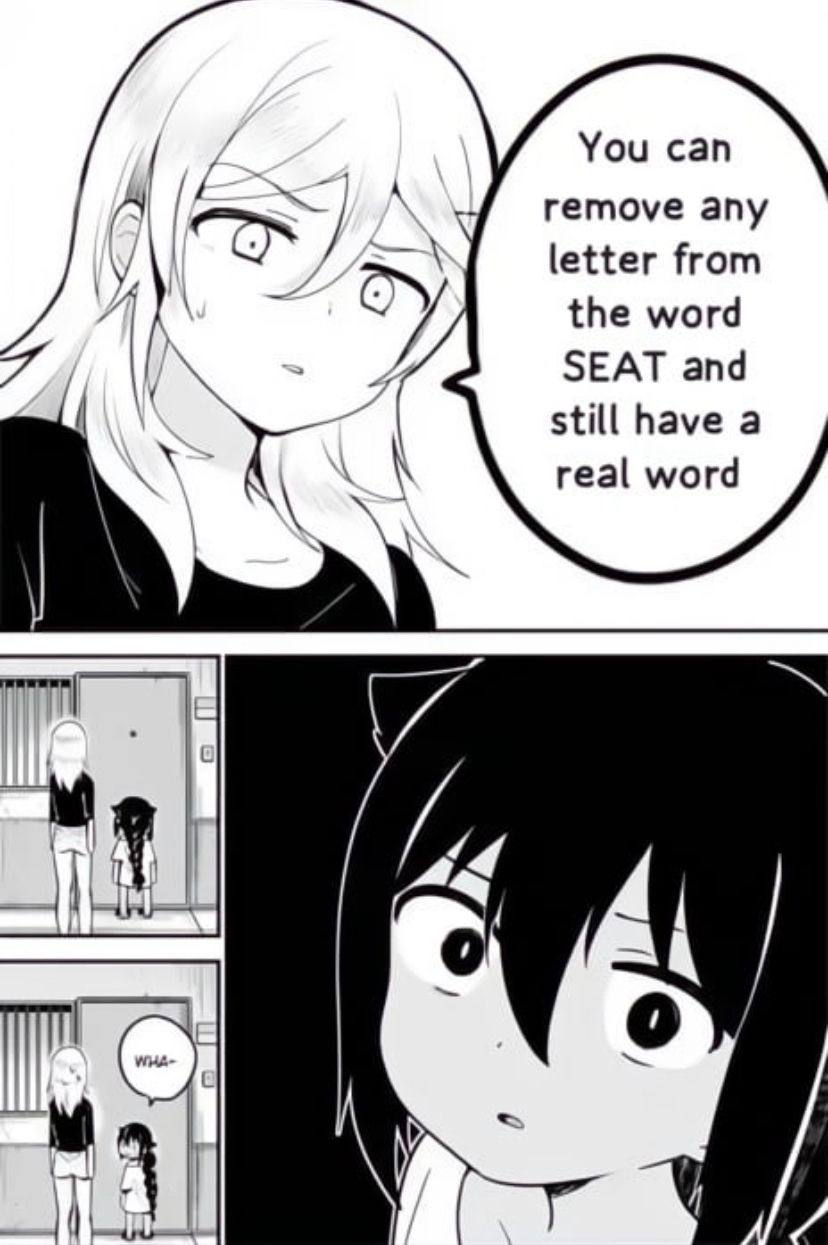 You can
remove any
letter from
the word
SEAT and
still have a
real word
WHA-